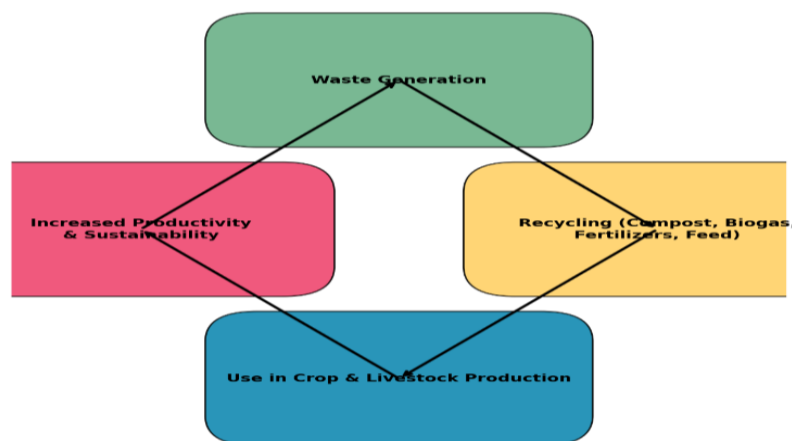 Waste Generation
Increased Productivity
& Sustainability
Recycling (Compost, Biogas,
Fertilizers, Feed)
Use in Crop & Livestock Production